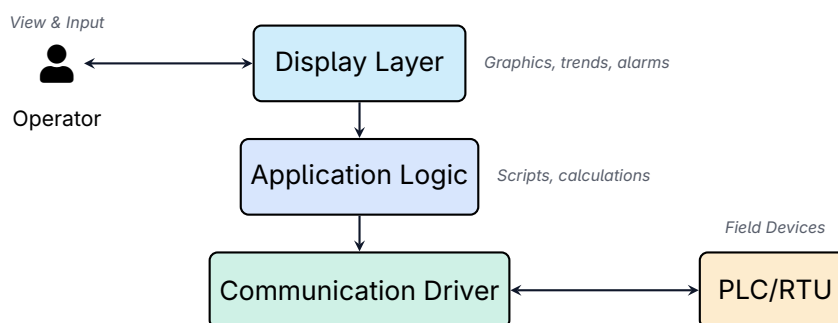 View & Input
Operator
Display Layer
Graphics, trends, alarms
Application Logic
Scripts, calculations
Communication Driver
Field Devices
PLC/RTU